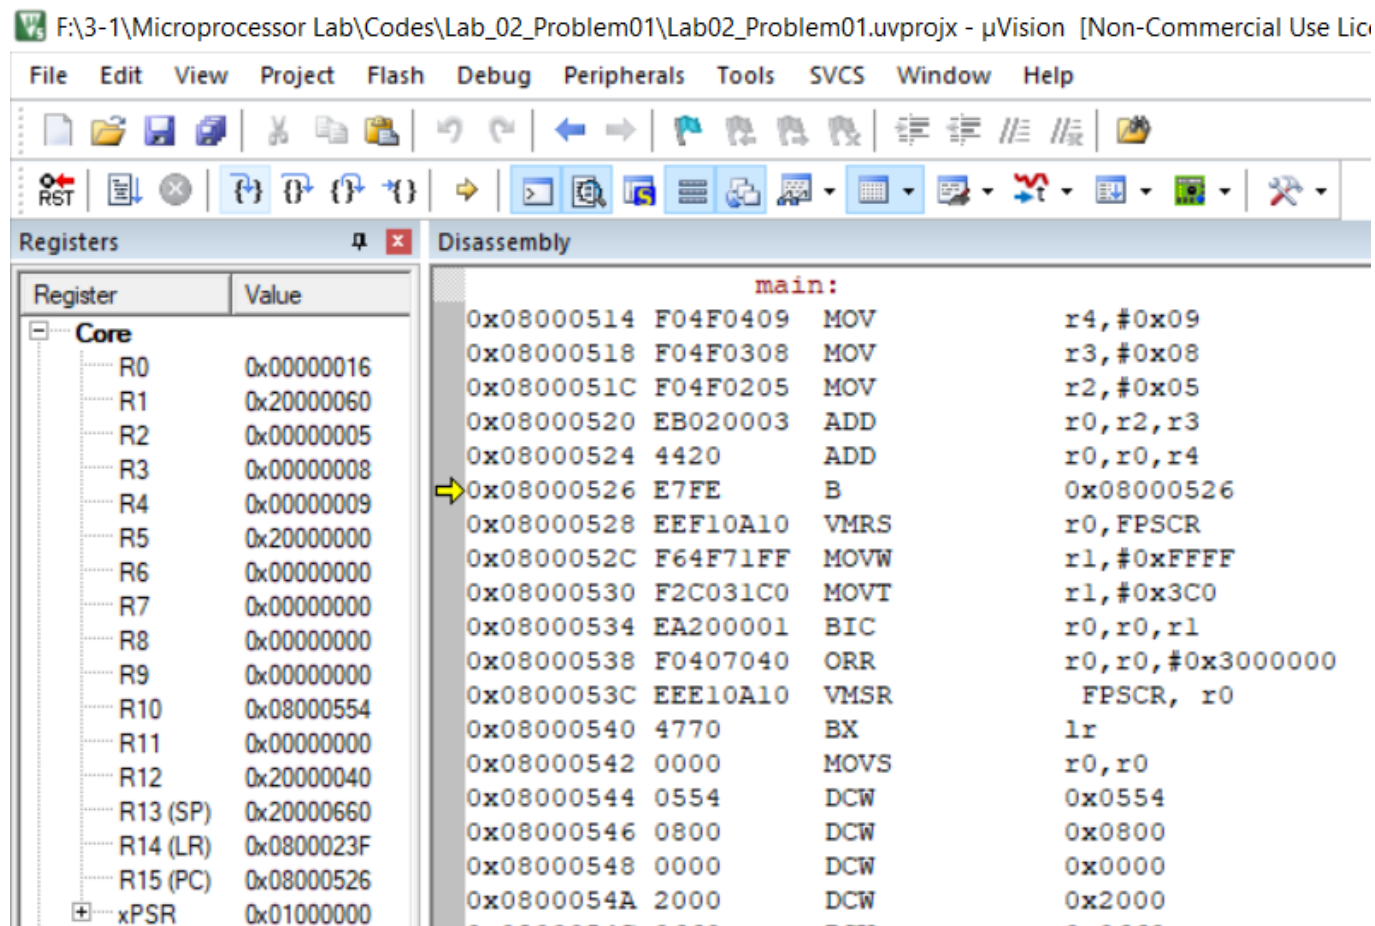 F:\3-1\Microprocessor Lab\Codes\Lab_02_Problem01\Lab02_Problem01.uvprojx - µVision [Non-Commercial Use Lic
File Edit View Project Flash Debug Peripherals Tools SVCS Window Help
RST
Registers
Register Value
Core
R0 0x00000016
R1 0x20000060
R2 0x00000005
R3 0x00000008
R4 0x00000009
R5 0x20000000
R6 0x00000000
R7 0x00000000
R8 0x00000000
R9 0x00000000
R10 0x08000554
R11 0x00000000
R12 0x20000040
R13 (SP) 0x20000660
R14 (LR) 0x0800023F
R15 (PC) 0x08000526
xPSR 0x01000000
Disassembly
main:
0x08000514 F04F0409 MOV r4,#0x09
0x08000518 F04F0308 MOV r3,#0x08
0x0800051C F04F0205 MOV r2,#0x05
0x08000520 EB020003 ADD r0,r2,r3
0x08000524 4420 ADD r0,r0,r4
0x08000526 E7FE B 0x08000526
0x08000528 EEF10A10 VMRS r0,FPSCR
0x0800052C F64F71FF MOVW r1,#0xFFFF
0x08000530 F2C031C0 MOVT r1,#0x3C0
0x08000534 EA200001 BIC r0,r0,r1
0x08000538 F0407040 ORR r0,r0,#0x3000000
0x0800053C EEE10A10 VMSR FPSCR, r0
0x08000540 4770 BX lr
0x08000542 0000 MOVS r0,r0
0x08000544 0554 DCW 0x0554
0x08000546 0800 DCW 0x0800
0x08000548 0000 DCW 0x0000
0x0800054A 2000 DCW 0x2000